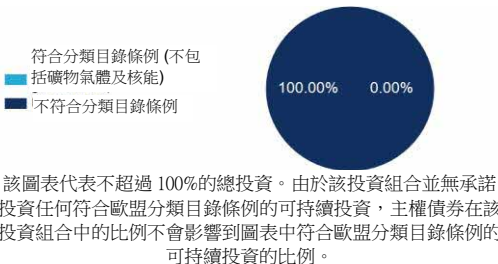 符合分類目錄條例 (不包
括礦物氣體及核能)
不符合分類目錄條例
100.00% 0.00%
該圖表代表不超過 100%的總投資。由於該投資組合並無承諾
投資任何符合歐盟分類目錄條例的可持續投資，主權債券在該
投資組合中的比例不會影響到圖表中符合歐盟分類目錄條例的
可持續投資的比例。